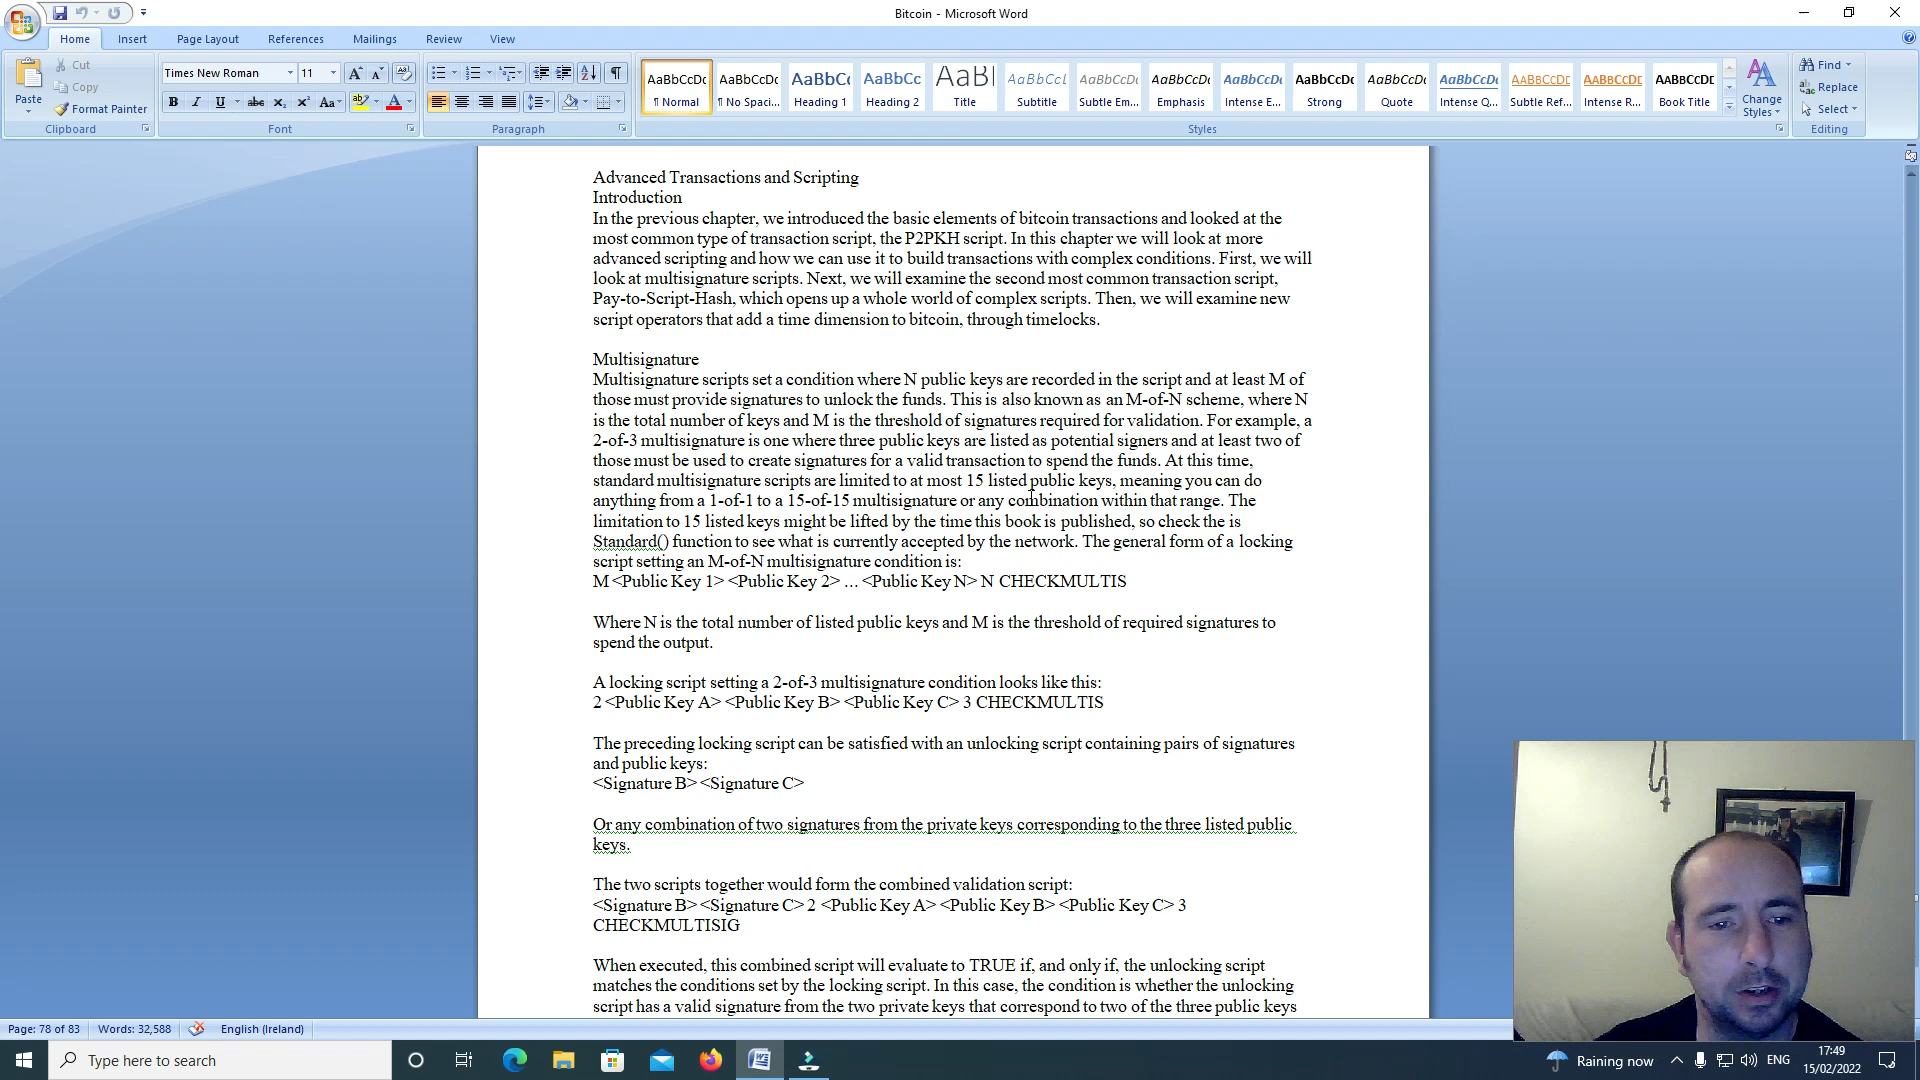 Bitcoin - Microsoft Word
Home Insert Page Layout References Mailings Review View
Paste
Cut
Copy
Format Painter
Clipboard
Times New Roman 11
Font
Paragraph
AaBbCcDc AaBbCcDc AaBbC AaBbCc AaB AaBbCcL AaBbCcDc AaBbCcDc AaBbCcDc AaBbCcDc AaBbCcDc AaBbCcDc AABBCCDE AABBCCDE AABBCCDE
¶ Normal ¶ No Spaci... Heading 1 Heading 2 Title Subtitle Subtle Em... Emphasis Intense E... Strong Quote Intense Q... Subtle Ref... Intense R... Book Title
Styles
Change Styles
Find
Replace
Select
Editing
Advanced Transactions and Scripting
Introduction
In the previous chapter, we introduced the basic elements of bitcoin transactions and looked at the
most common type of transaction script, the P2PKH script. In this chapter we will look at more
advanced scripting and how we can use it to build transactions with complex conditions. First, we will
look at multisignature scripts. Next, we will examine the second most common transaction script,
Pay-to-Script-Hash, which opens up a whole world of complex scripts. Then, we will examine new
script operators that add a time dimension to bitcoin, through timelocks.
Multisignature
Multisignature scripts set a condition where N public keys are recorded in the script and at least M of
those must provide signatures to unlock the funds. This is also known as an M-of-N scheme, where N
is the total number of keys and M is the threshold of signatures required for validation. For example, a
2-of-3 multisignature is one where three public keys are listed as potential signers and at least two of
those must be used to create signatures for a valid transaction to spend the funds. At this time,
standard multisignature scripts are limited to at most 15 listed public keys, meaning you can do
anything from a 1-of-1 to a 15-of-15 multisignature or any combination within that range. The
limitation to 15 listed keys might be lifted by the time this book is published, so check the is
Standard() function to see what is currently accepted by the network. The general form of a locking
script setting an M-of-N multisignature condition is:
M <Public Key 1> <Public Key 2> ... <Public Key N> N CHECKMULTIS
Where N is the total number of listed public keys and M is the threshold of required signatures to
spend the output.
A locking script setting a 2-of-3 multisignature condition looks like this:
2 <Public Key A> <Public Key B> <Public Key C> 3 CHECKMULTIS
The preceding locking script can be satisfied with an unlocking script containing pairs of signatures
and public keys:
<Signature B> <Signature C>
Or any combination of two signatures from the private keys corresponding to the three listed public
keys.
The two scripts together would form the combined validation script:
<Signature B> <Signature C> 2 <Public Key A> <Public Key B> <Public Key C> 3
CHECKMULTISIG
When executed, this combined script will evaluate to TRUE if, and only if, the unlocking script
matches the conditions set by the locking script. In this case, the condition is whether the unlocking
script has a valid signature from the two private keys that correspond to two of the three public keys
Page: 78 of 83 Words: 32,588 English (Ireland)
Type here to search
Raining now ENG 17:49
15/02/2022